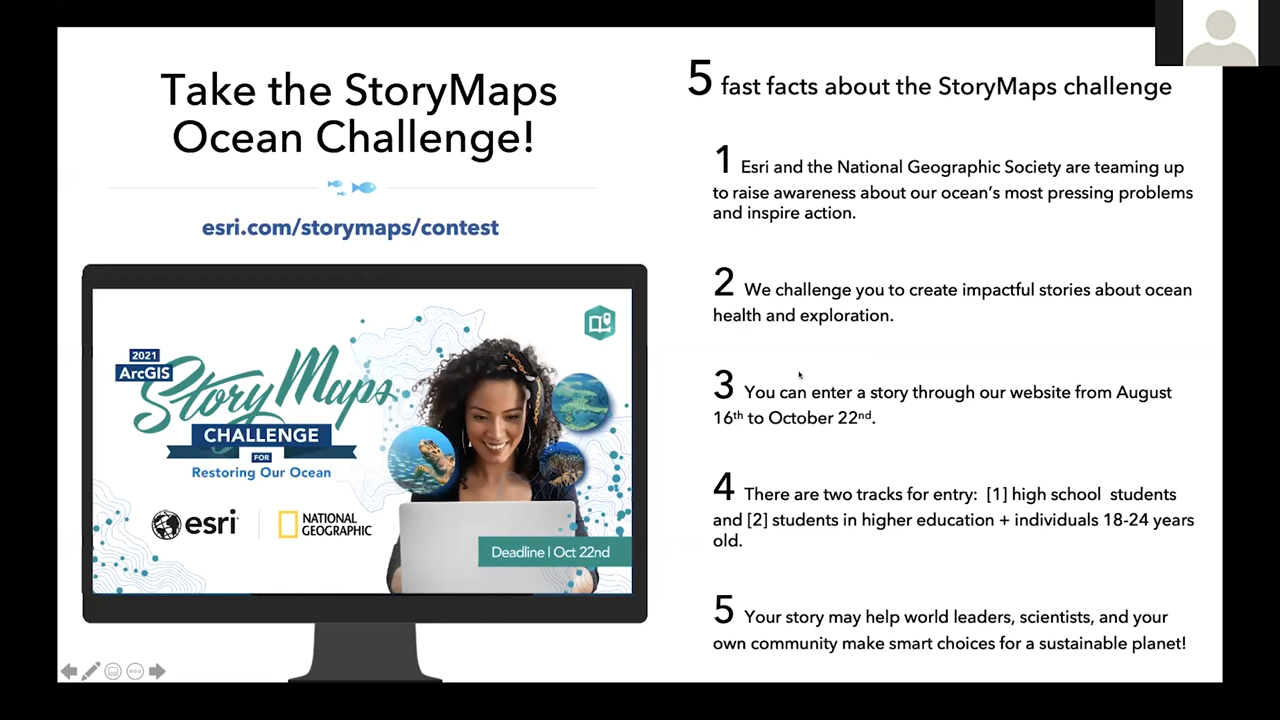 Take the StoryMaps
Ocean Challenge!
esri.com/storymaps/contest
2021
ArcGIS
StoryMaps
CHALLENGE
FOR
Restoring Our Ocean
esri
NATIONAL
GEOGRAPHIC
Deadline | Oct 22nd
5 fast facts about the StoryMaps challenge
1 Esri and the National Geographic Society are teaming up
to raise awareness about our ocean’s most pressing problems
and inspire action.
2 We challenge you to create impactful stories about ocean
health and exploration.
3 You can enter a story through our website from August
16th to October 22nd.
4 There are two tracks for entry: [1] high school students
and [2] students in higher education + individuals 18-24 years
old.
5 Your story may help world leaders, scientists, and your
own community make smart choices for a sustainable planet!